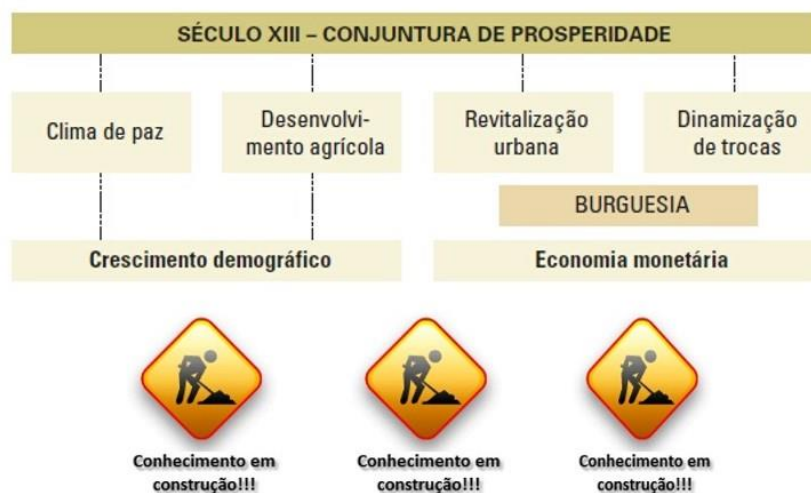 SÉCULO XIII – CONJUNTURA DE PROSPERIDADE
Clima de paz
Desenvolvi-
mento agrícola
Revitalização
urbana
Dinamização
de trocas
BURGUESIA
Crescimento demográfico
Economia monetária
Conhecimento em
construção!!!
Conhecimento em
construção!!!
Conhecimento em
construção!!!